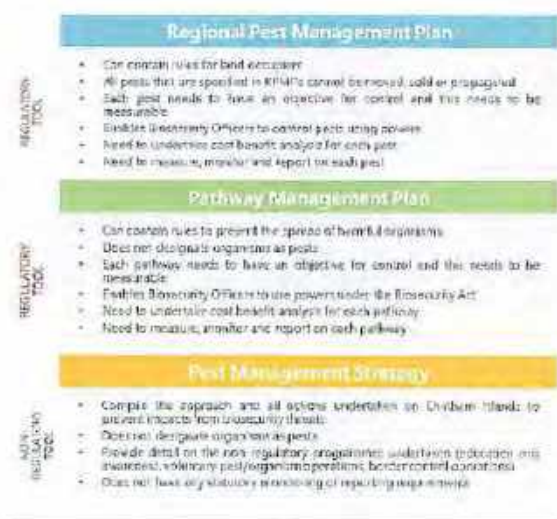 Regional Pest Management Plan
REGULATORY
TOOL
• Can contain rules for land occupiers
• All pests that are specified in RPMP's cannot be moved, sold or propagated
• Each pest needs to have an objective for control and this needs to be
measurable
• Enables Biosecurity Officers to control pests using powers
• Need to undertake cost benefit analysis for each pest
• Need to measure, monitor and report on each pest
Pathway Management Plan
REGULATORY
TOOL
• Can contain rules to prevent the spread of harmful organisms
• Does not designate organisms as pests
• Each pathway needs to have an objective for control and this needs to be
measurable
• Enables Biosecurity Officers to use powers under the Biosecurity Act
• Need to undertake cost benefit analysis for each pathway
• Need to measure, monitor and report on each pathway
Pest Management Strategy
NON
REGULATORY
TOOL
• Compile the approach and all actions undertaken on Chatham Islands to
prevent impacts from biosecurity threats
• Does not designate organisms as pests
• Provide detail on the non regulatory programmes undertaken (education and
awareness, voluntary pest/organism operations, border control operations)
• Does not have any statutory monitoring or reporting requirements